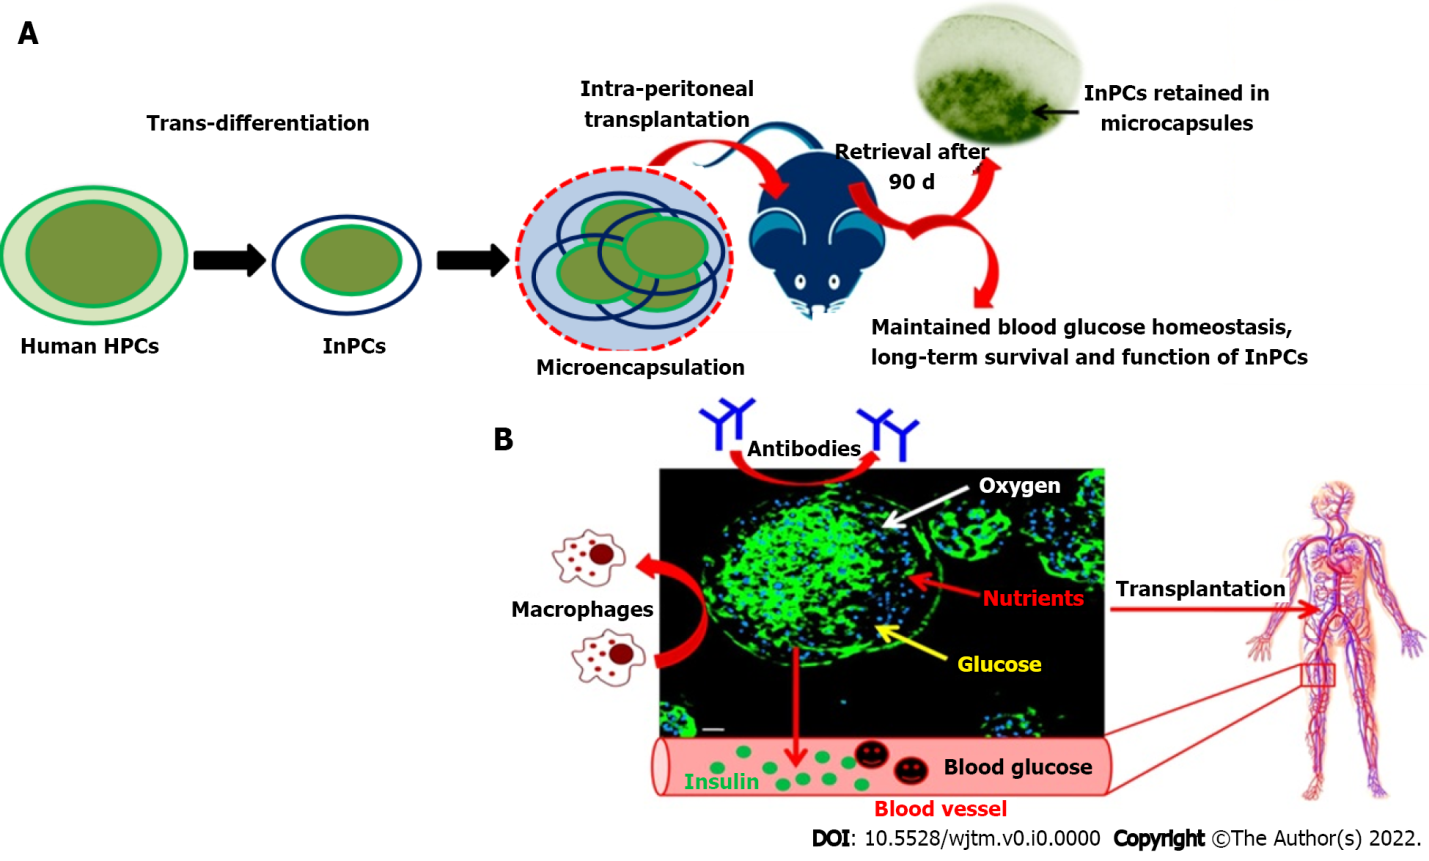 A
Intra-peritoneal
transplantation
Trans-differentiation
InPCs retained in
microcapsules
Retrieval after
90 d
Human HPCs
InPCs
Microencapsulation
Maintained blood glucose homeostasis,
long-term survival and function of InPCs
B
Antibodies
Oxygen
Macrophages
Nutrients
Glucose
Transplantation
Insulin
Blood glucose
Blood vessel
DOI: 10.5528/wjtm.v0.i0.0000 Copyright ©The Author(s) 2022.